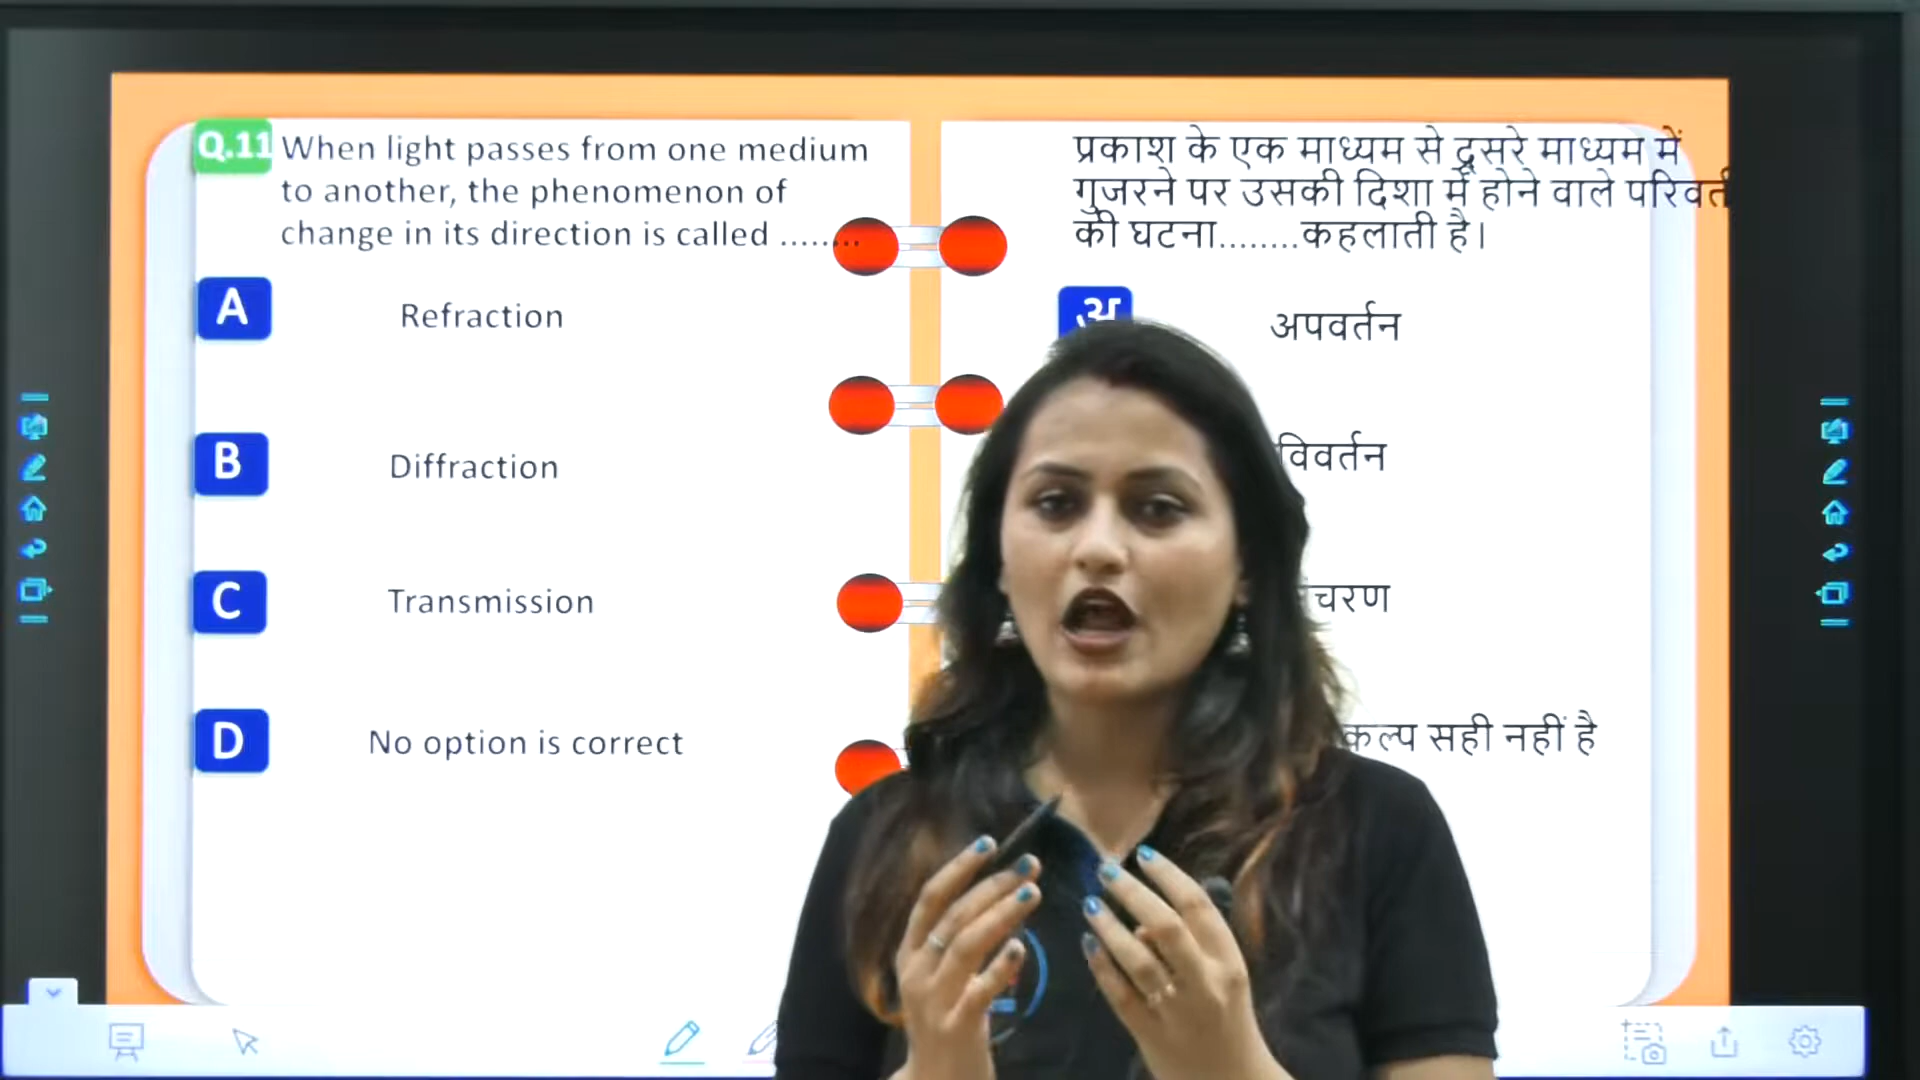 Q.11 When light passes from one medium
to another, the phenomenon of
change in its direction is called ........
A Refraction
B Diffraction
C Transmission
D No option is correct
प्रकाश के एक माध्यम से दूसरे माध्यम में
गुजरने पर उसकी दिशा में होने वाले
की घटना........कहलाती है।
अ अपवर्तन
विवर्तन
सही नहीं है